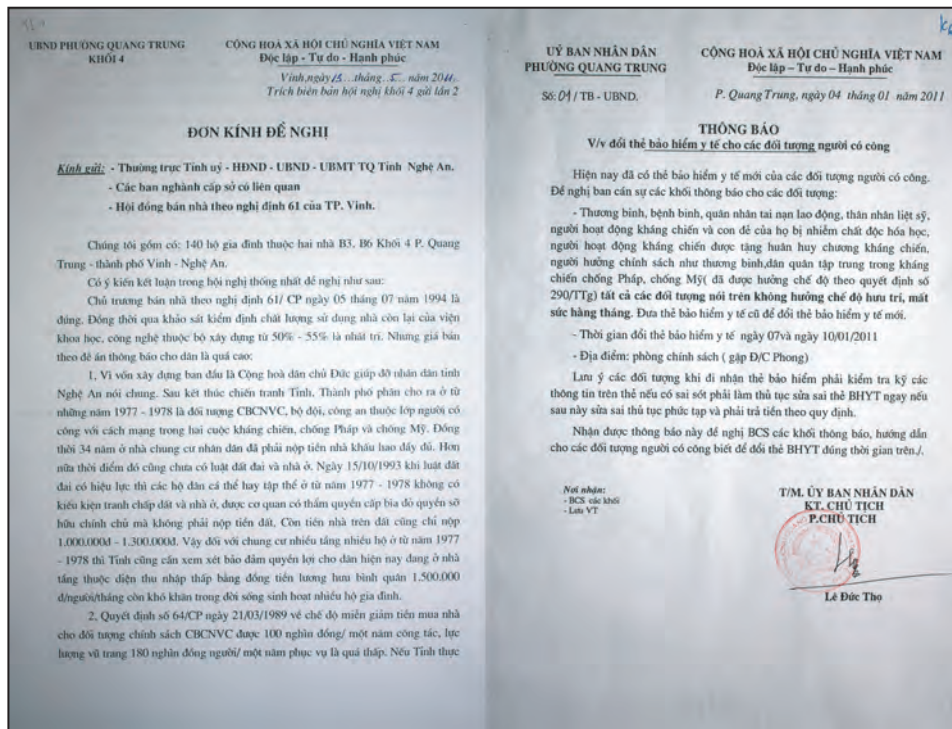 UBND PHƯỜNG QUANG TRUNG
KHỐI 4
CỘNG HOÀ XÃ HỘI CHỦ NGHĨA VIỆT NAM
Độc lập - Tự do - Hạnh phúc
Vinh, ngày 15 tháng 5 năm 2011
Trích biên bản hội nghị khối 4 gửi lần 2
ĐƠN KÍNH ĐỀ NGHỊ
Kính gửi: - Thường trực Tỉnh uỷ - HĐND - UBND - UBMT TQ Tỉnh Nghệ An.
- Các ban nghành cấp sở có liên quan
- Hội đồng bán nhà theo nghị định 61 của TP. Vinh.
Chúng tôi gồm có: 140 hộ gia đình thuộc hai nhà B3, B6 Khối 4 P. Quang
Trung - thành phố Vinh - Nghệ An.
Có ý kiến kết luận trong hội nghị thống nhất đề nghị như sau:
Chủ trương bán nhà theo nghị định 61/ CP ngày 05 tháng 07 năm 1994 là
đúng. Đồng thời qua khảo sát kiểm định chất lượng sử dụng nhà còn lại của viện
khoa học, công nghệ thuộc bộ xây dựng từ 50% - 55% là nhất trí. Nhưng giá bán
theo đề án thông báo cho dân là quá cao:
1, Vì vốn xây dựng ban đầu là Cộng hoà dân chủ Đức giúp đỡ nhân dân tỉnh
Nghệ An nói chung. Sau kết thúc chiến tranh Tỉnh, Thành phố phân cho ra ở từ
những năm 1977 - 1978 là đối tượng CBCNVC, bộ đội, công an thuộc lớp người có
công với cách mạng trong hai cuộc kháng chiến, chống Pháp và chống Mỹ. Đồng
thời 34 năm ở nhà chung cư nhân dân đã phải nộp tiền nhà khấu hao đầy đủ. Hơn
nữa thời điểm đó cũng chưa có luật đất đai và nhà ở. Ngày 15/10/1993 khi luật đất
đai có hiệu lực thì các hộ dân cá thể hay tập thể ở từ năm 1977 - 1978 không có
kiếu kiện tranh chấp đất và nhà ở, được cơ quan có thẩm quyền cấp bìa đỏ quyền sở
hữu chính chủ mà không phải nộp tiền đất. Còn tiền nhà trên đất cũng chỉ nộp
1.000.000đ - 1.300.000đ. Vậy đối với chung cư nhiều tầng nhiều hộ ở từ năm 1977
- 1978 thì Tỉnh cũng cần xem xét bảo đảm quyền lợi cho dân hiện nay đang ở nhà
tầng thuộc diện thu nhập thấp bằng đồng tiền lương hưu bình quân 1.500.000
đ/người/tháng còn khó khăn trong đời sống sinh hoạt nhiều hộ gia đình.
2, Quyết định số 64/CP ngày 21/03/1989 về chế độ miễn giảm tiền mua nhà
cho đối tượng chính sách CBCNVC được 100 nghìn đồng/ một năm công tác, lực
lượng vũ trang 180 nghìn đồng người/ một năm phục vụ là quá thấp. Nếu Tỉnh thực
UỶ BAN NHÂN DÂN
PHƯỜNG QUANG TRUNG
CỘNG HOÀ XÃ HỘI CHỦ NGHĨA VIỆT NAM
Độc lập – Tự do – Hạnh phúc
Số: 01 / TB - UBND.
P. Quang Trung, ngày 04 tháng 01 năm 2011
THÔNG BÁO
V/v đổi thẻ bảo hiểm y tế cho các đối tượng người có công
Hiện nay đã có thẻ bảo hiểm y tế mới của các đối tượng người có công.
Đề nghị ban cán sự các khối thông báo cho các đối tượng:
- Thương binh, bệnh binh, quân nhân tai nạn lao động, thân nhân liệt sỹ,
người hoạt động kháng chiến và con đẻ của họ bị nhiễm chất độc hóa học,
người hoạt động kháng chiến được tặng huân huy chương kháng chiến,
người hưởng chính sách như thương binh,dân quân tập trung trong kháng
chiến chống Pháp, chống Mỹ( đã được hưởng chế độ theo quyết định số
290/TTg) tất cả các đối tượng nói trên không hưởng chế độ hưu trí, mất
sức hàng tháng. Đưa thẻ bảo hiểm y tế cũ để đổi thẻ bảo hiểm y tế mới.
- Thời gian đổi thẻ bảo hiểm y tế ngày 07và ngày 10/01/2011
- Địa điểm: phòng chính sách ( gặp Đ/C Phong)
Lưu ý các đối tượng khi đi nhận thẻ bảo hiểm phải kiểm tra kỹ các
thông tin trên thẻ nếu có sai sót phải làm thủ tục sửa sai thẻ BHYT ngay nếu
sau này sửa sai thủ tục phức tạp và phải trả tiền theo quy định.
Nhận được thông báo này đề nghị BCS các khối thông báo, hướng dẫn
cho các đối tượng người có công biết để đổi thẻ BHYT đúng thời gian trên./.
Nơi nhận:
- BCS các khối
- Lưu VT
T/M. ỦY BAN NHÂN DÂN
KT. CHỦ TỊCH
P.CHỦ TỊCH
Lê Đức Thọ